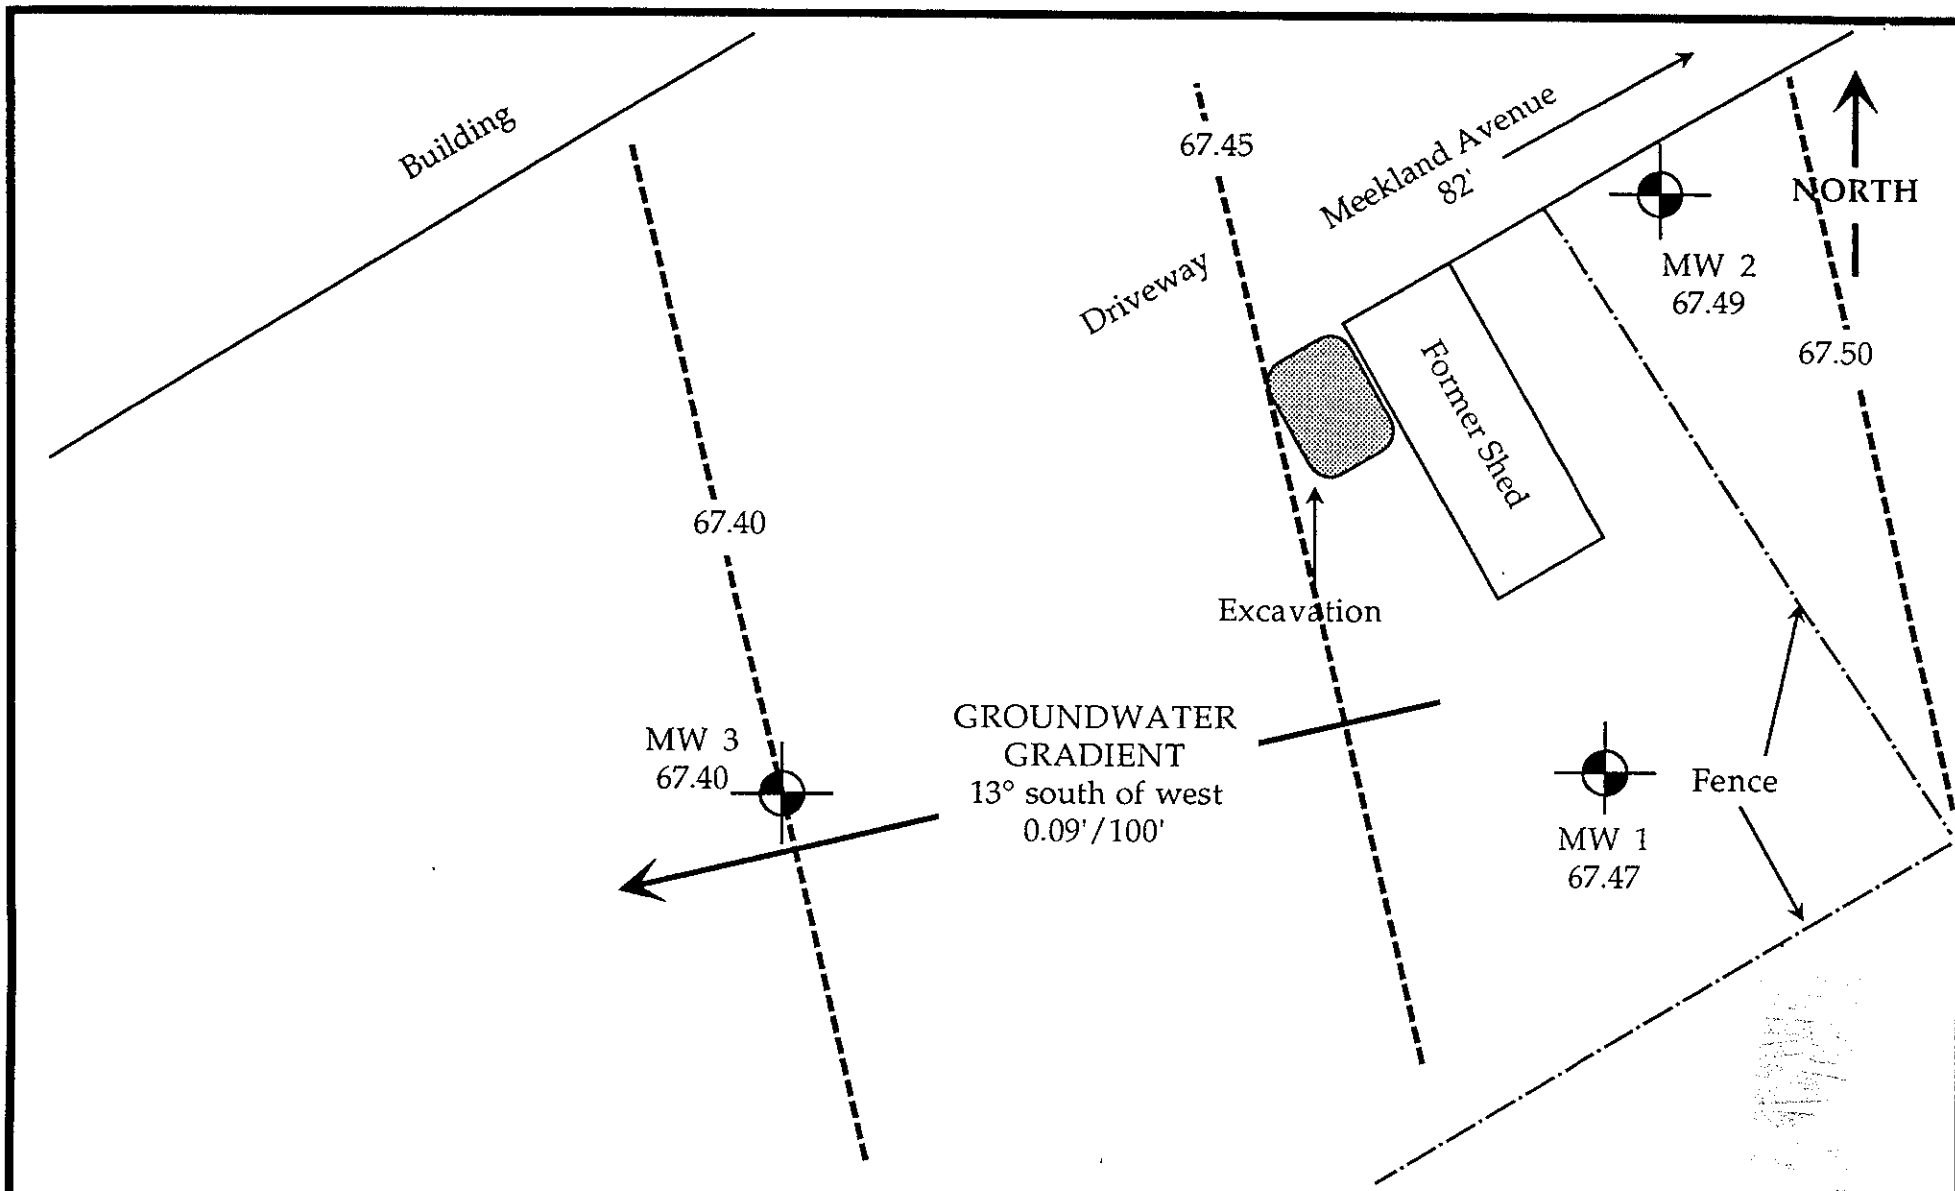 Building
67.45
Meekland Avenue
82'
NORTH
Driveway
MW 2
67.49
67.50
Former Shed
67.40
Excavation
MW 3
67.40
GROUNDWATER
GRADIENT
13° south of west
0.09'/100'
Fence
MW 1
67.47